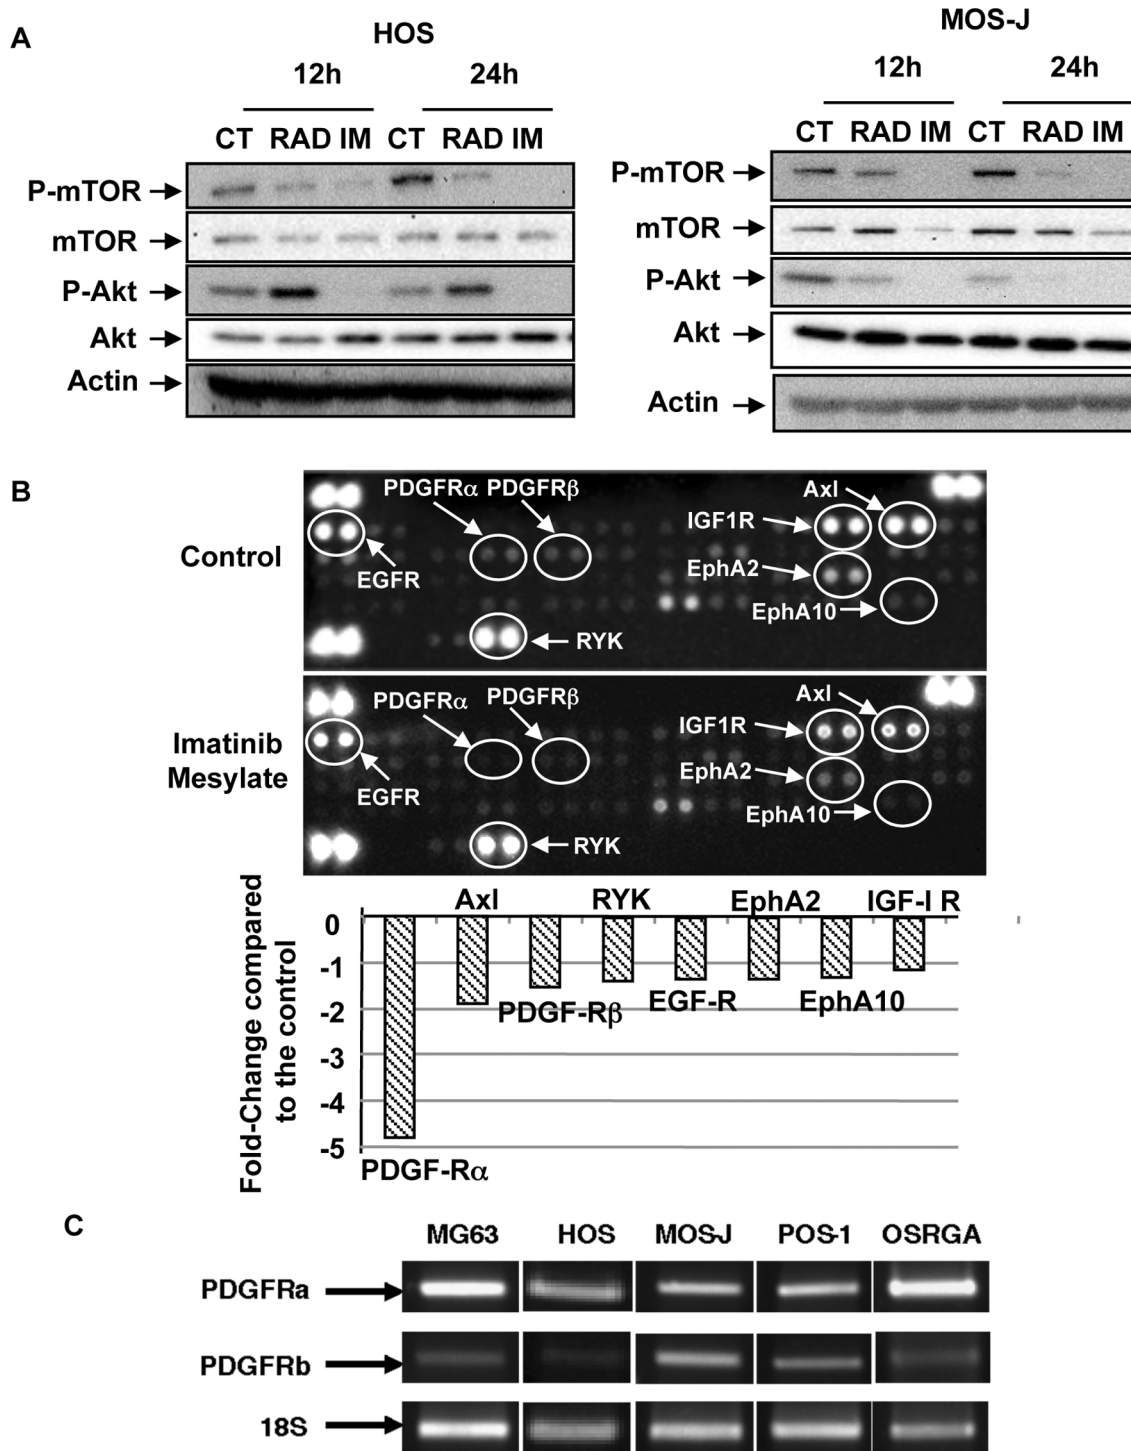 A
HOS
12h 24h
CT RAD IM CT RAD IM
P-mTOR
mTOR
P-Akt
Akt
Actin
MOS-J
12h 24h
CT RAD IM CT RAD IM
P-mTOR
mTOR
P-Akt
Akt
Actin
B
Control
PDGFRα PDGFRβ
Axl
IGF1R
EGFR
EphA2
EphA10
RYK
Imatinib
Mesylate
PDGFRα
PDGFRβ
Axl
IGF1R
EGFR
EphA2
EphA10
RYK
Fold-Change compared
to the control
0
-1
-2
-3
-4
-5
Axl RYK EphA2 IGF-I R
PDGF-Rβ EGF-R EphA10
PDGF-Rα
C
MG63 HOS MOS-J POS-1 OSRGA
PDGFRa
PDGFRb
18S